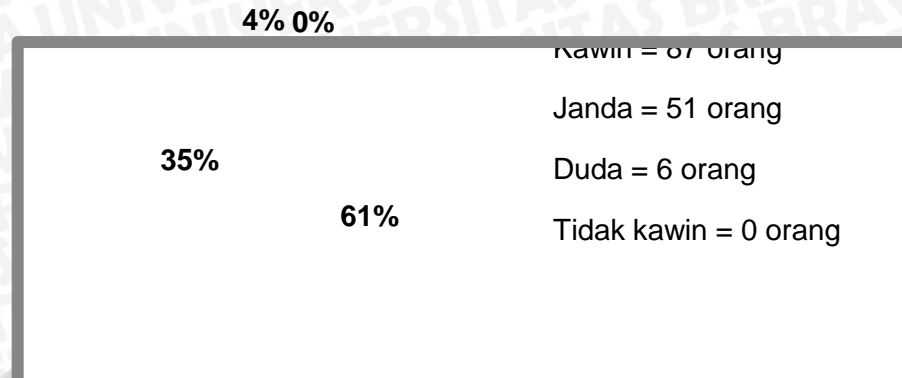 4% 0%
Kawin = 87 orang
Janda = 51 orang
35%
Duda = 6 orang
61%
Tidak kawin = 0 orang